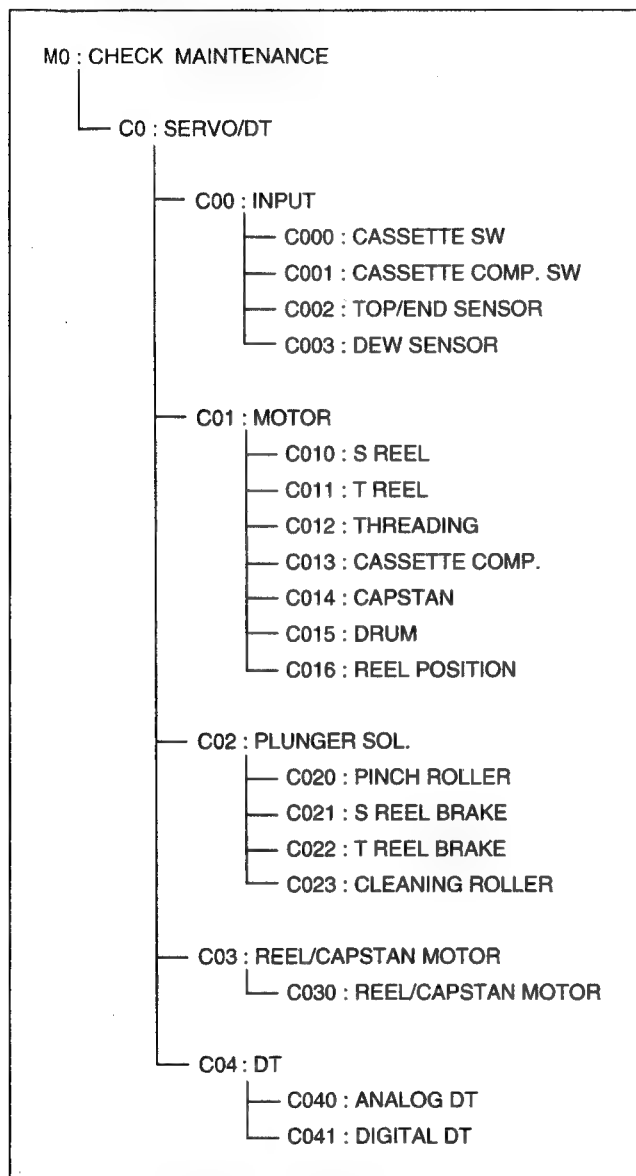 M0 : CHECK MAINTENANCE
C0 : SERVO/DT
C00 : INPUT
C000 : CASSETTE SW
C001 : CASSETTE COMP. SW
C002 : TOP/END SENSOR
C003 : DEW SENSOR
C01 : MOTOR
C010 : S REEL
C011 : T REEL
C012 : THREADING
C013 : CASSETTE COMP.
C014 : CAPSTAN
C015 : DRUM
C016 : REEL POSITION
C02 : PLUNGER SOL.
C020 : PINCH ROLLER
C021 : S REEL BRAKE
C022 : T REEL BRAKE
C023 : CLEANING ROLLER
C03 : REEL/CAPSTAN MOTOR
C030 : REEL/CAPSTAN MOTOR
C04 : DT
C040 : ANALOG DT
C041 : DIGITAL DT